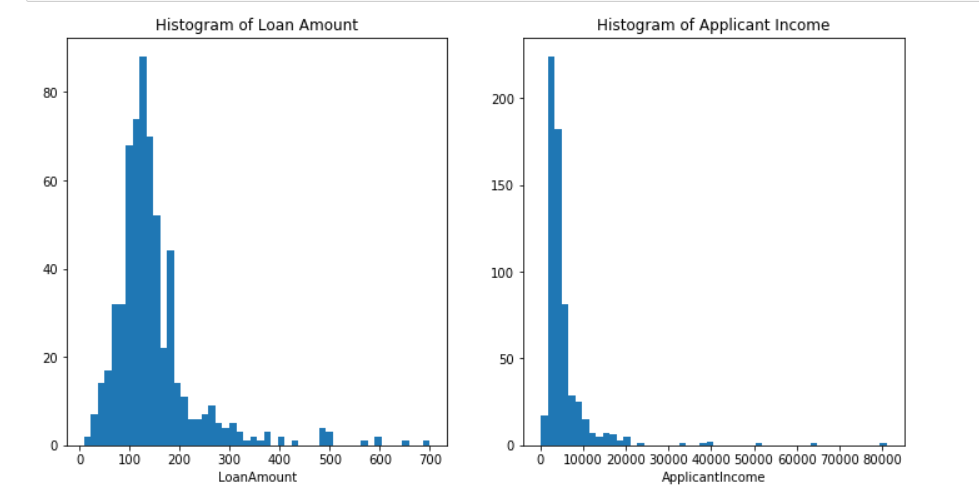 Histogram of Loan Amount
80
60
40
20
0
0 100 200 300 400 500 600 700
LoanAmount
Histogram of Applicant Income
200
150
100
50
0
0 10000 20000 30000 40000 50000 60000 70000 80000
ApplicantIncome